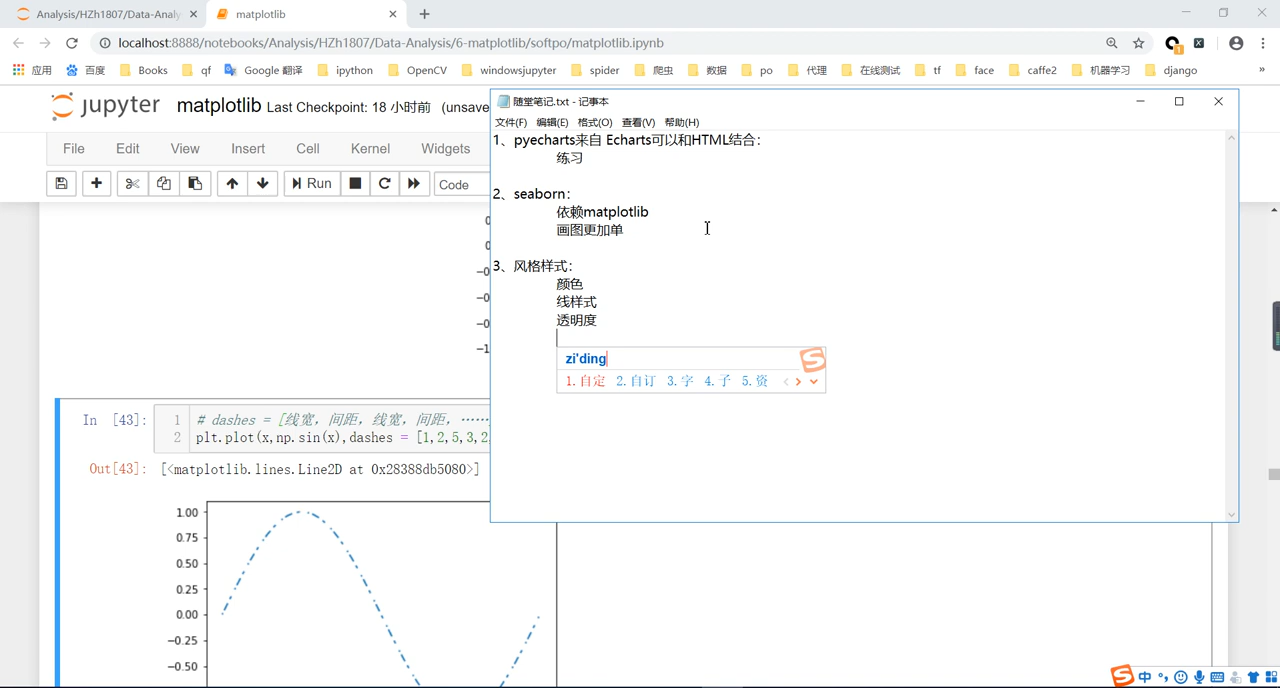 Analysis/HZh1807/Data-Analy
matplotlib
localhost:8888/notebooks/Analysis/HZh1807/Data-Analysis/6-matplotlib/softpo/matplotlib.ipynb
应用 百度 Books qf Google 翻译 ipython OpenCV windowsjupyter spider 爬虫 数据 po 代理 在线测试 tf face caffe2 机器学习 django »
jupyter matplotlib Last Checkpoint: 18 小时前 (unsave
File Edit View Insert Cell Kernel Widgets
Run Code
随堂笔记.txt - 记事本
文件(F) 编辑(E) 格式(O) 查看(V) 帮助(H)
1、pyecharts来自 Echarts可以和HTML结合：
练习
2、seaborn：
依赖matplotlib
画图更加单
3、风格样式：
颜色
线样式
透明度
zi'ding
1.自定 2.自订 3.字 4.子 5.资
0
0
-0
-0
-0
-1
In [43]:
1 # dashes = [线宽，间距，线宽，间距，……
2 plt.plot(x,np.sin(x),dashes = [1,2,5,3,2
Out[43]: [<matplotlib.lines.Line2D at 0x28388db5080>]
1.00
0.75
0.50
0.25
0.00
−0.25
−0.50
中